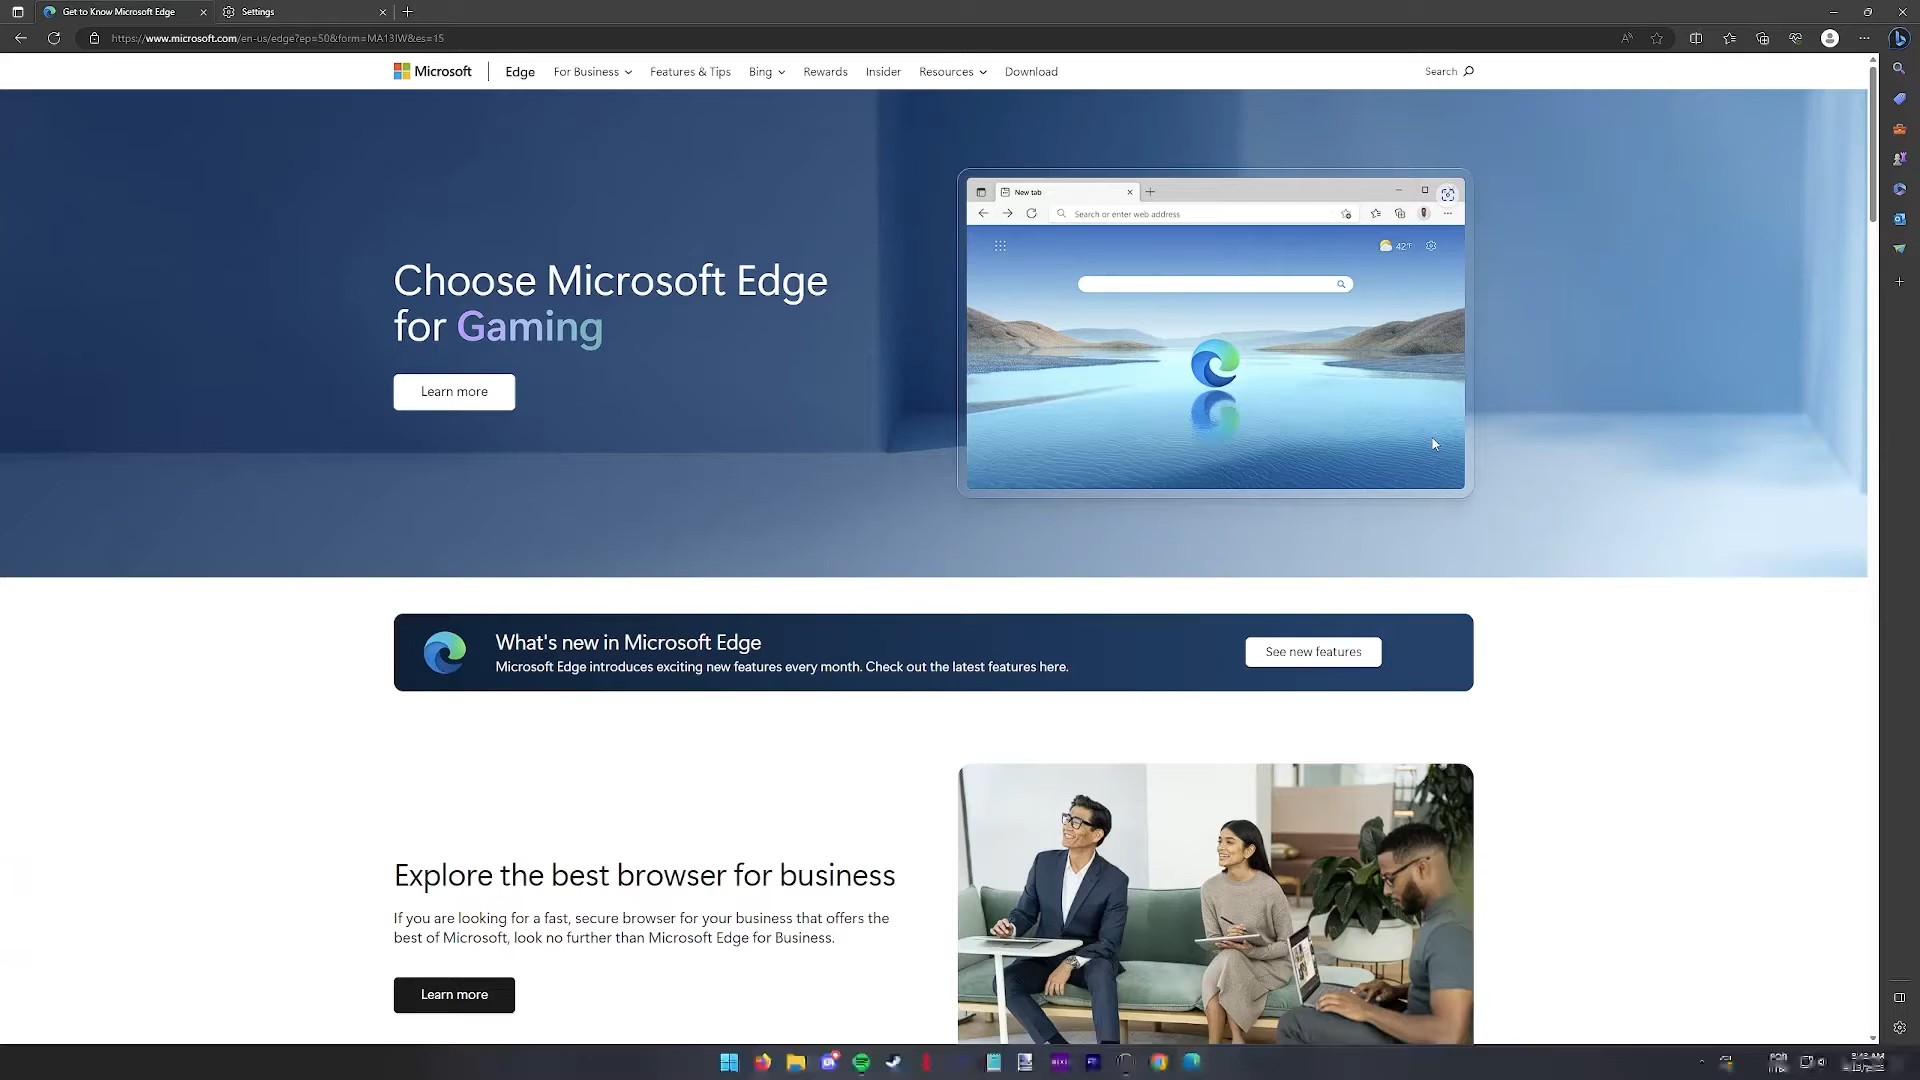 Get to Know Microsoft Edge
Settings
https://www.microsoft.com/en-us/edge?ep=50&form=MA13IW&es=15
Microsoft
Edge
For Business
Features & Tips
Bing
Rewards
Insider
Resources
Download
Search
New tab
Search or enter web address
42°F
Choose Microsoft Edge
for Gaming
Learn more
What's new in Microsoft Edge
Microsoft Edge introduces exciting new features every month. Check out the latest features here.
See new features
Explore the best browser for business
If you are looking for a fast, secure browser for your business that offers the
best of Microsoft, look no further than Microsoft Edge for Business.
Learn more